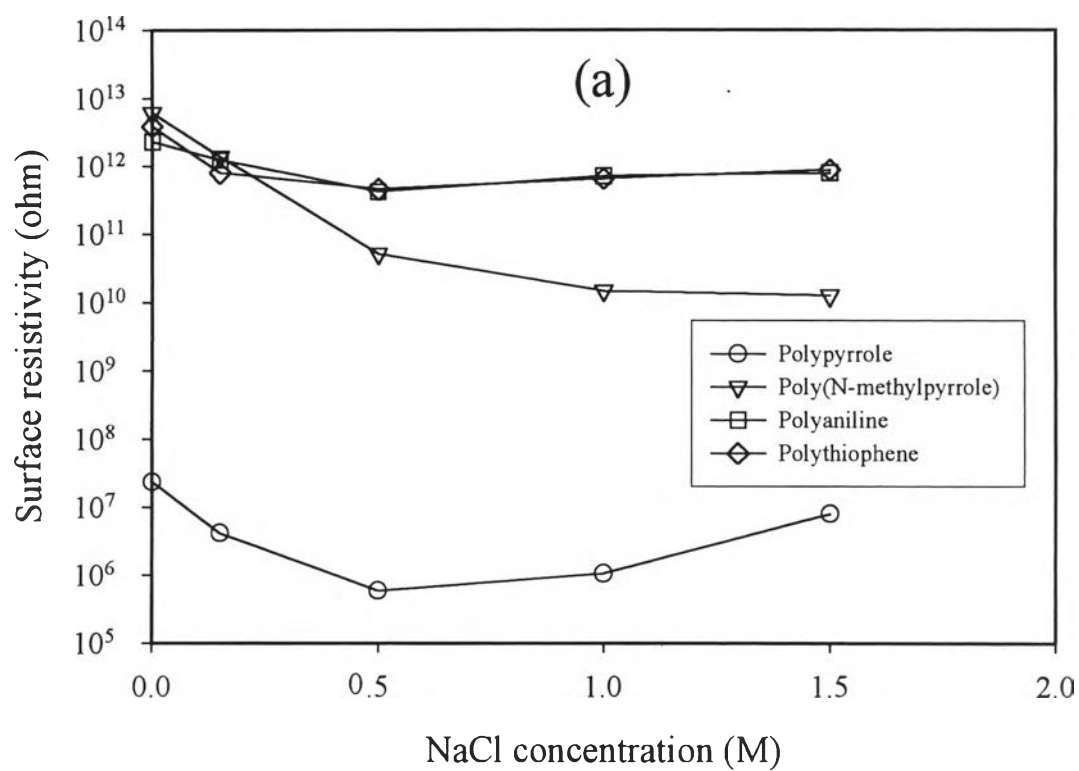 (a)
Surface resistivity (ohm)
10^14
10^13
10^12
10^11
10^10
10^9
10^8
10^7
10^6
10^5
Polypyrrole
Poly(N-methylpyrrole)
Polyaniline
Polythiophene
0.0 0.5 1.0 1.5 2.0
NaCl concentration (M)